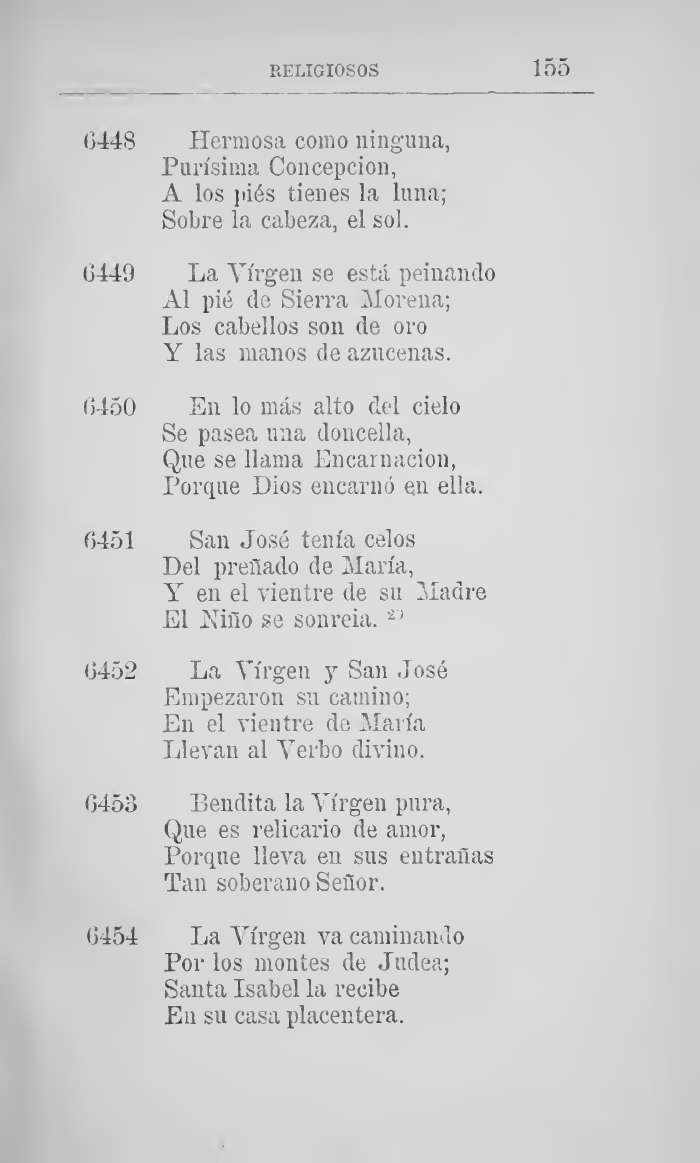 RELIGIOSOS 155
6448 Hermosa como ninguna,
Purísima Concepcion,
A los piés tienes la luna;
Sobre la cabeza, el sol.
6449 La Vírgen se está peinando
Al pié de Sierra Morena;
Los cabellos son de oro
Y las manos de azucenas.
6450 En lo más alto del cielo
Se pasea una doncella,
Que se llama Encarnacion,
Porque Dios encarnó en ella.
6451 San José tenía celos
Del preñado de María,
Y en el vientre de su Madre
El Niño se sonreia.
6452 La Vírgen y San José
Empezaron su camino;
En el vientre de María
Llevan al Verbo divino.
6453 Bendita la Vírgen pura,
Que es relicario de amor,
Porque lleva en sus entrañas
Tan soberano Señor.
6454 La Vírgen va caminando
Por los montes de Judea;
Santa Isabel la recibe
En su casa placentera.